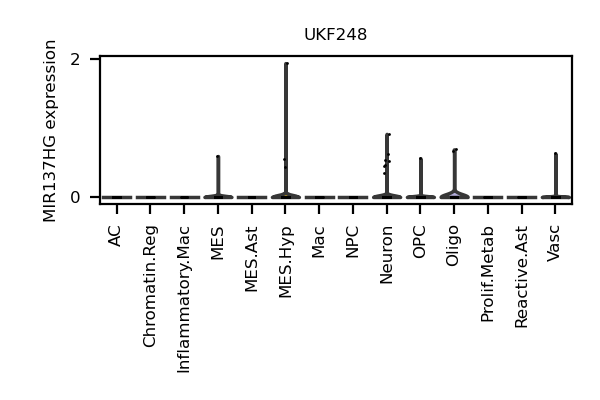 UKF248
MIR137HG expression
2
0
AC
Chromatin.Reg
Inflammatory.Mac
MES
MES.Ast
MES.Hyp
Mac
NPC
Neuron
OPC
Oligo
Prolif.Metab
Reactive.Ast
Vasc